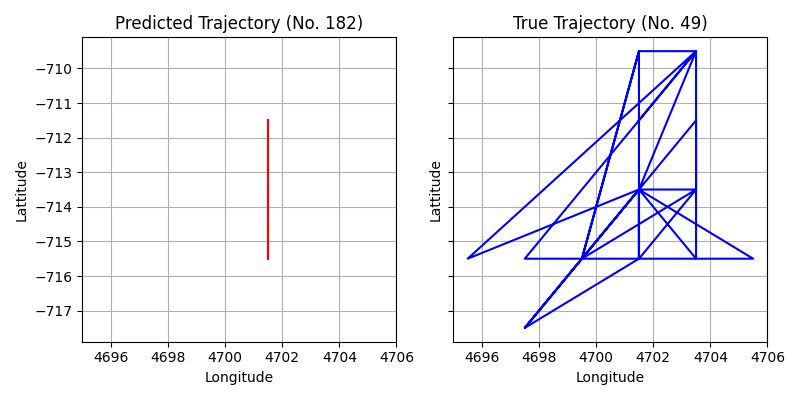 Predicted Trajectory (No. 182)
True Trajectory (No. 49)
−710
−711
−712
−713
−714
−715
−716
−717
Lattitude
Lattitude
4696 4698 4700 4702 4704 4706
4696 4698 4700 4702 4704 4706
Longitude
Longitude